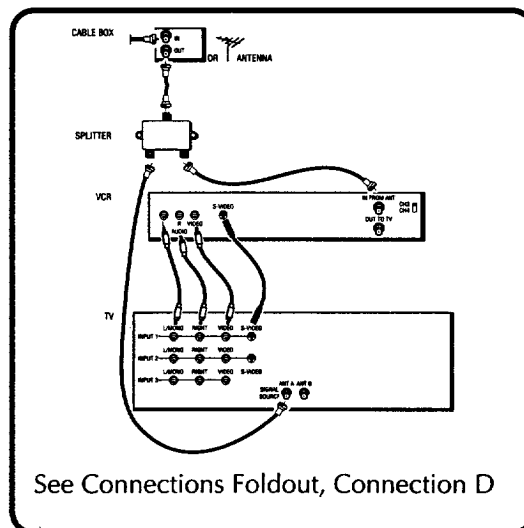 CABLE BOX
IN
OUT
OR ANTENNA
SPLITTER
VCR
S-VIDEO
IN FROM ANT
CH3
CH4
R VIDEO
AUDIO
OUT TO TV
TV
L/MONO RIGHT VIDEO S-VIDEO
INPUT 1
L/MONO RIGHT VIDEO S-VIDEO
INPUT 2
L/MONO RIGHT VIDEO S-VIDEO
INPUT 3
ANT A ANT B
SIGNAL
SOURCE
See Connections Foldout, Connection D